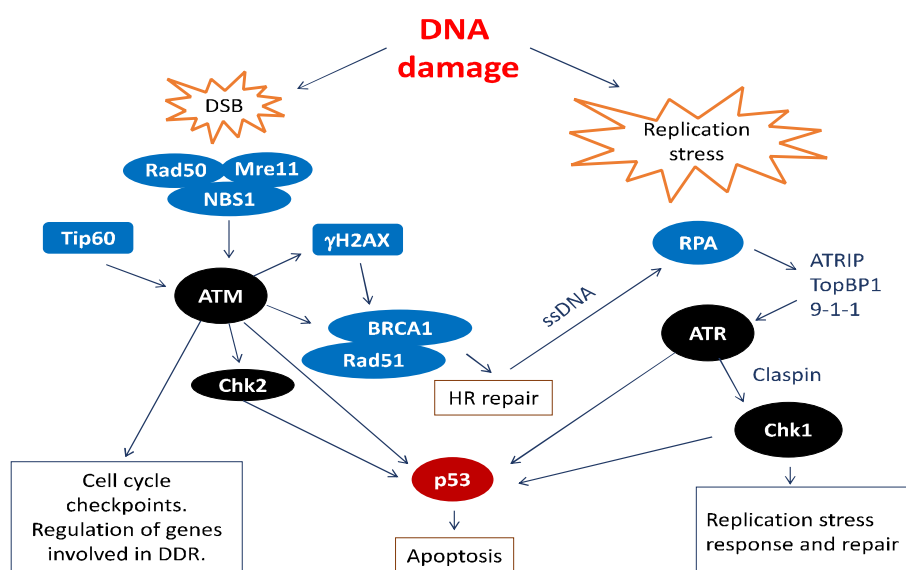 DNA
damage
DSB
Replication
stress
Rad50
Mre11
NBS1
Tip60
γH2AX
RPA
ATRIP
TopBP1
9-1-1
ATM
ssDNA
BRCA1
Rad51
ATR
Chk2
HR repair
Claspin
Chk1
Cell cycle
checkpoints.
Regulation of genes
involved in DDR.
p53
Apoptosis
Replication stress
response and repair